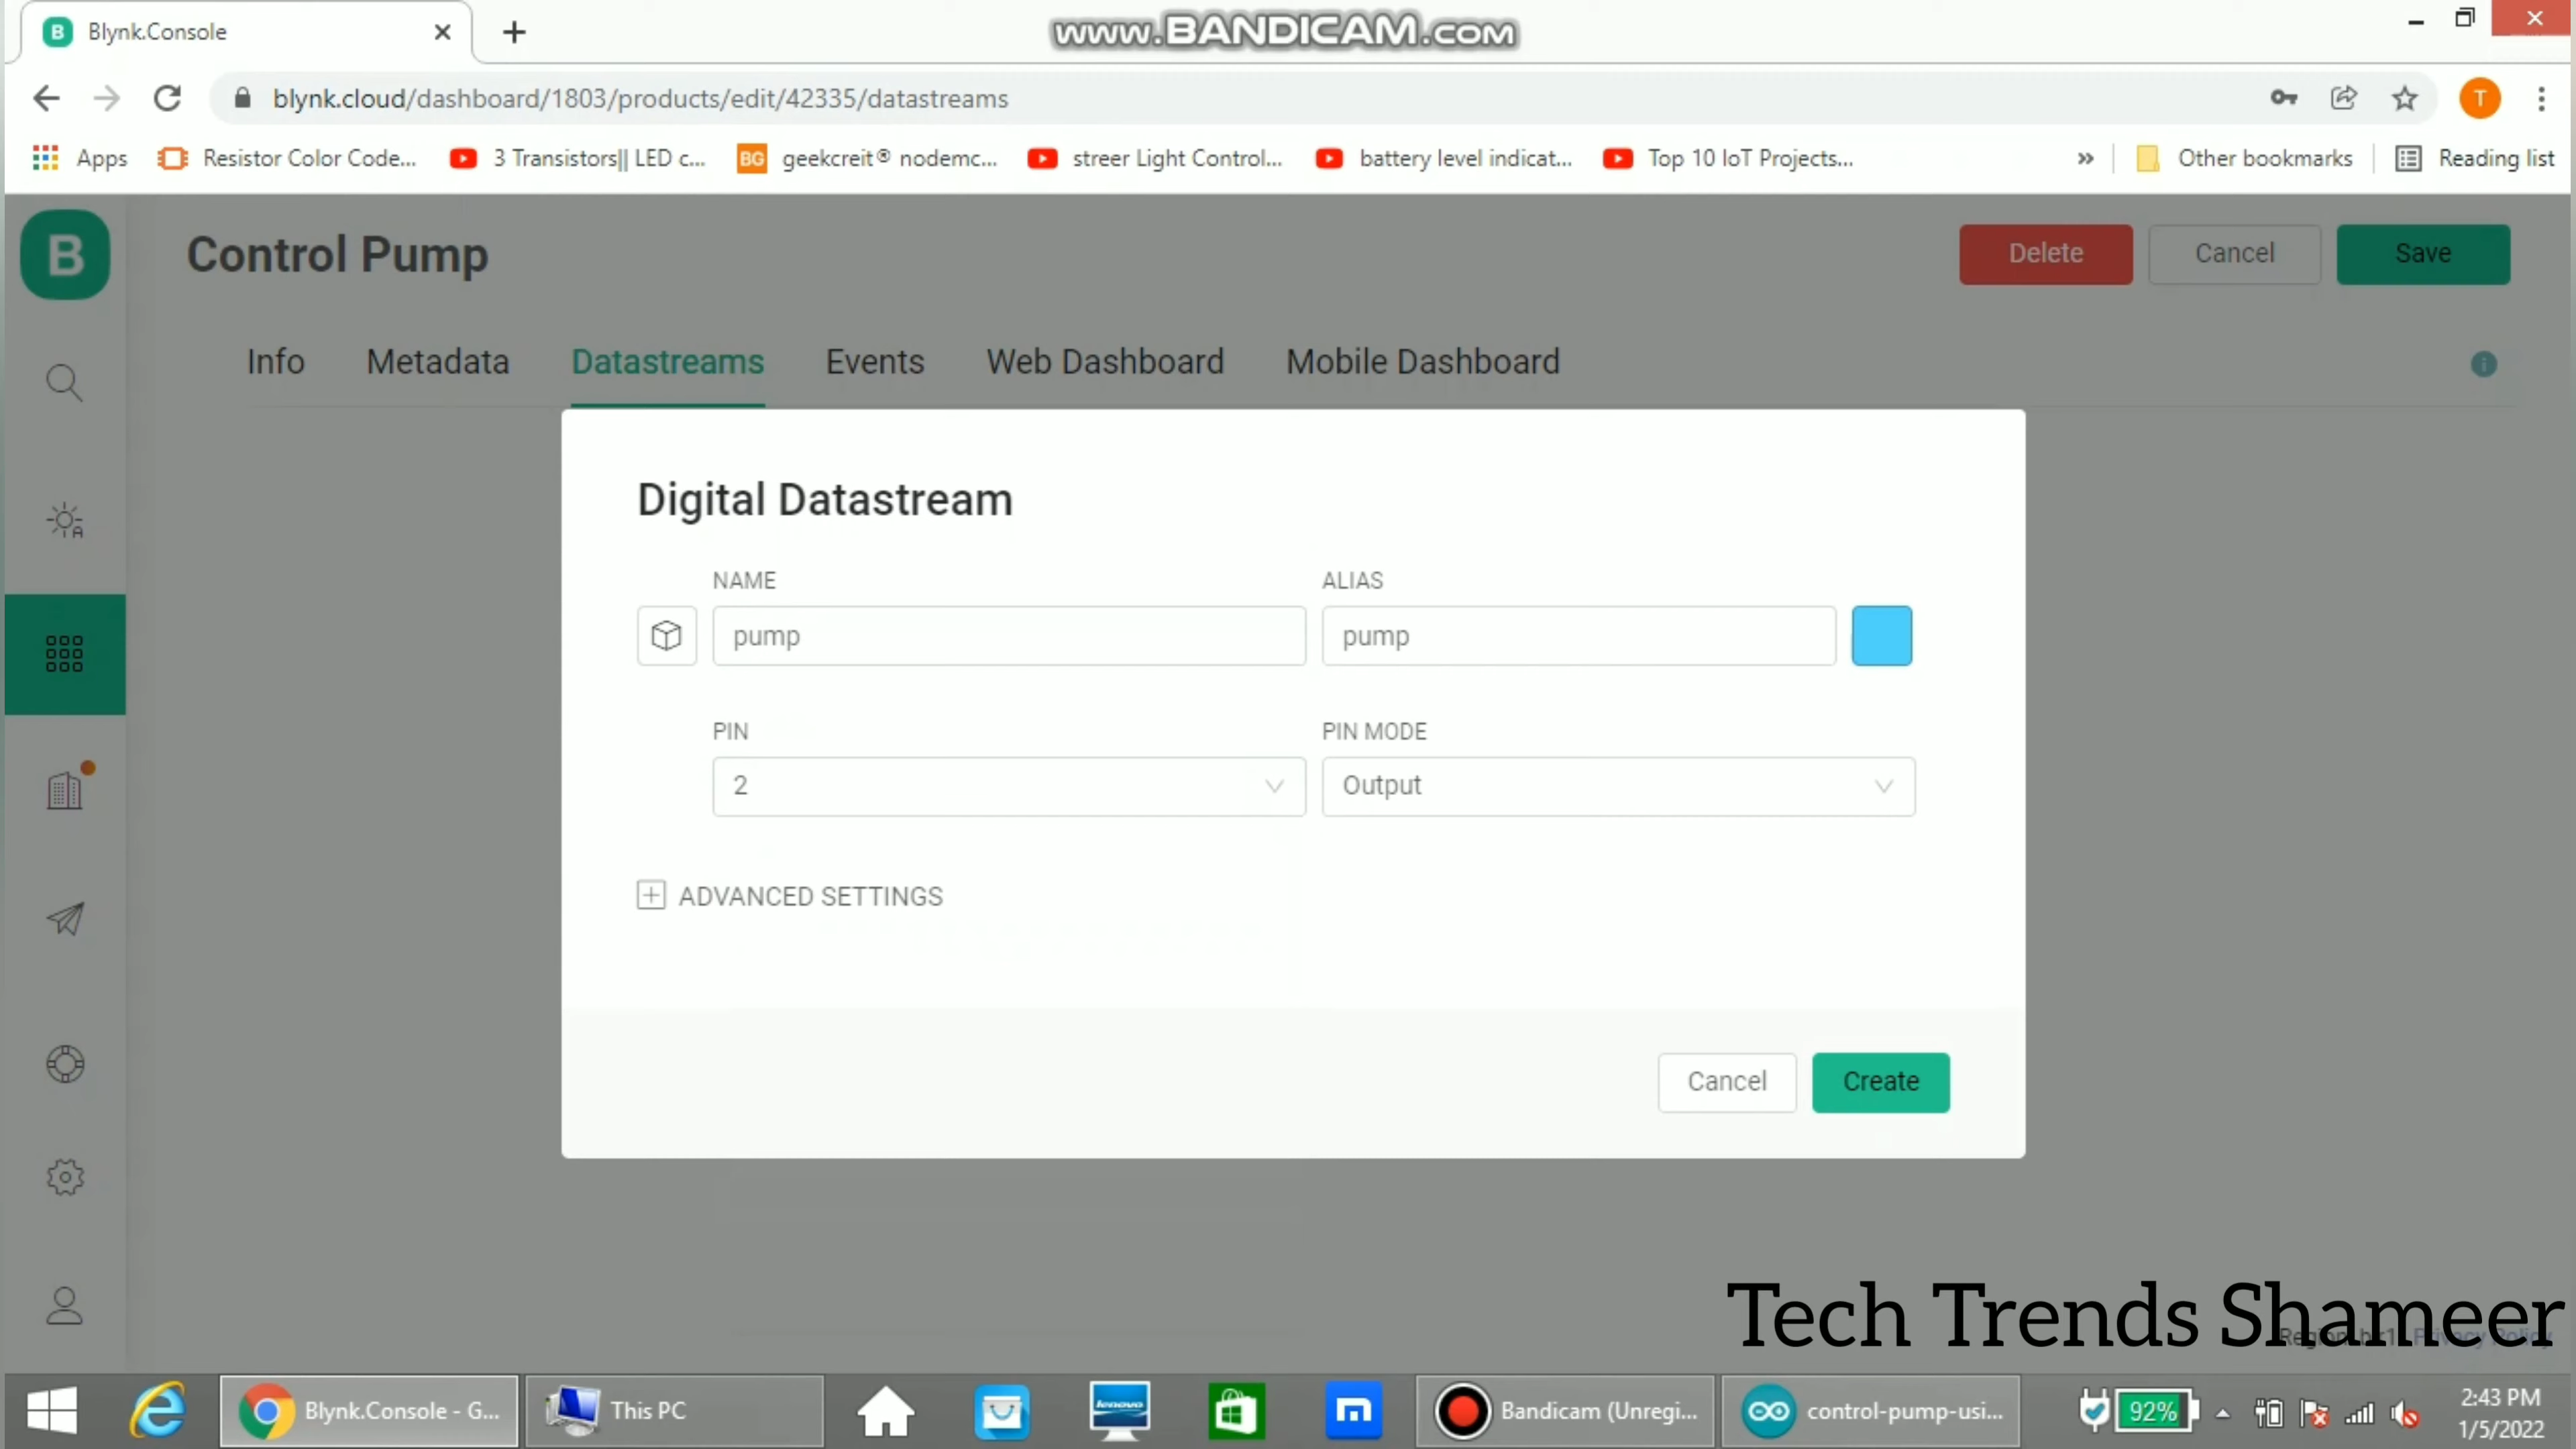 B Blynk.Console
www.BANDICAM.com
blynk.cloud/dashboard/1803/products/edit/42335/datastreams
T
Apps Resistor Color Code... 3 Transistors|| LED c... BG geekcreit® nodemc... streer Light Control... battery level indicat... Top 10 IoT Projects... » Other bookmarks Reading list
B Control Pump Delete Cancel Save
Info Metadata Datastreams Events Web Dashboard Mobile Dashboard
Digital Datastream
NAME ALIAS
pump pump
PIN PIN MODE
2 Output
ADVANCED SETTINGS
Cancel Create
Tech Trends Shameer
Privacy Policy
Blynk.Console - G... This PC lenovo Bandicam (Unregi... control-pump-usi... 92% 2:43 PM
1/5/2022